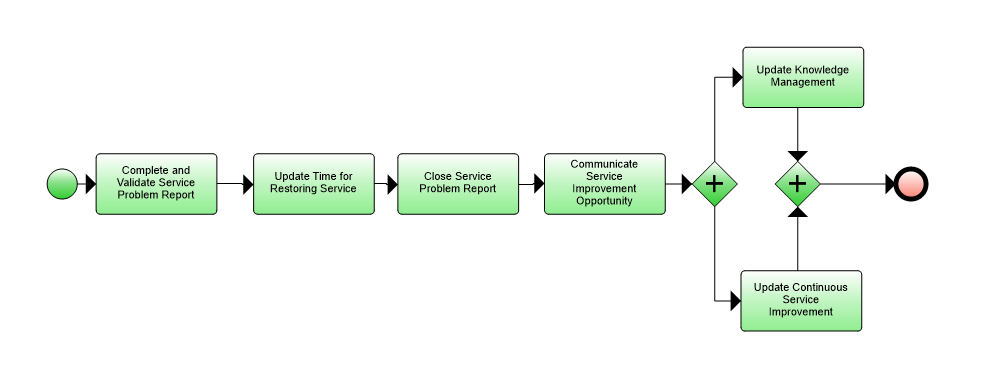 Complete and
Validate Service
Problem Report
Update Time for
Restoring Service
Close Service
Problem Report
Communicate
Service
Improvement
Opportunity
Update Knowledge
Management
Update Continuous
Service
Improvement